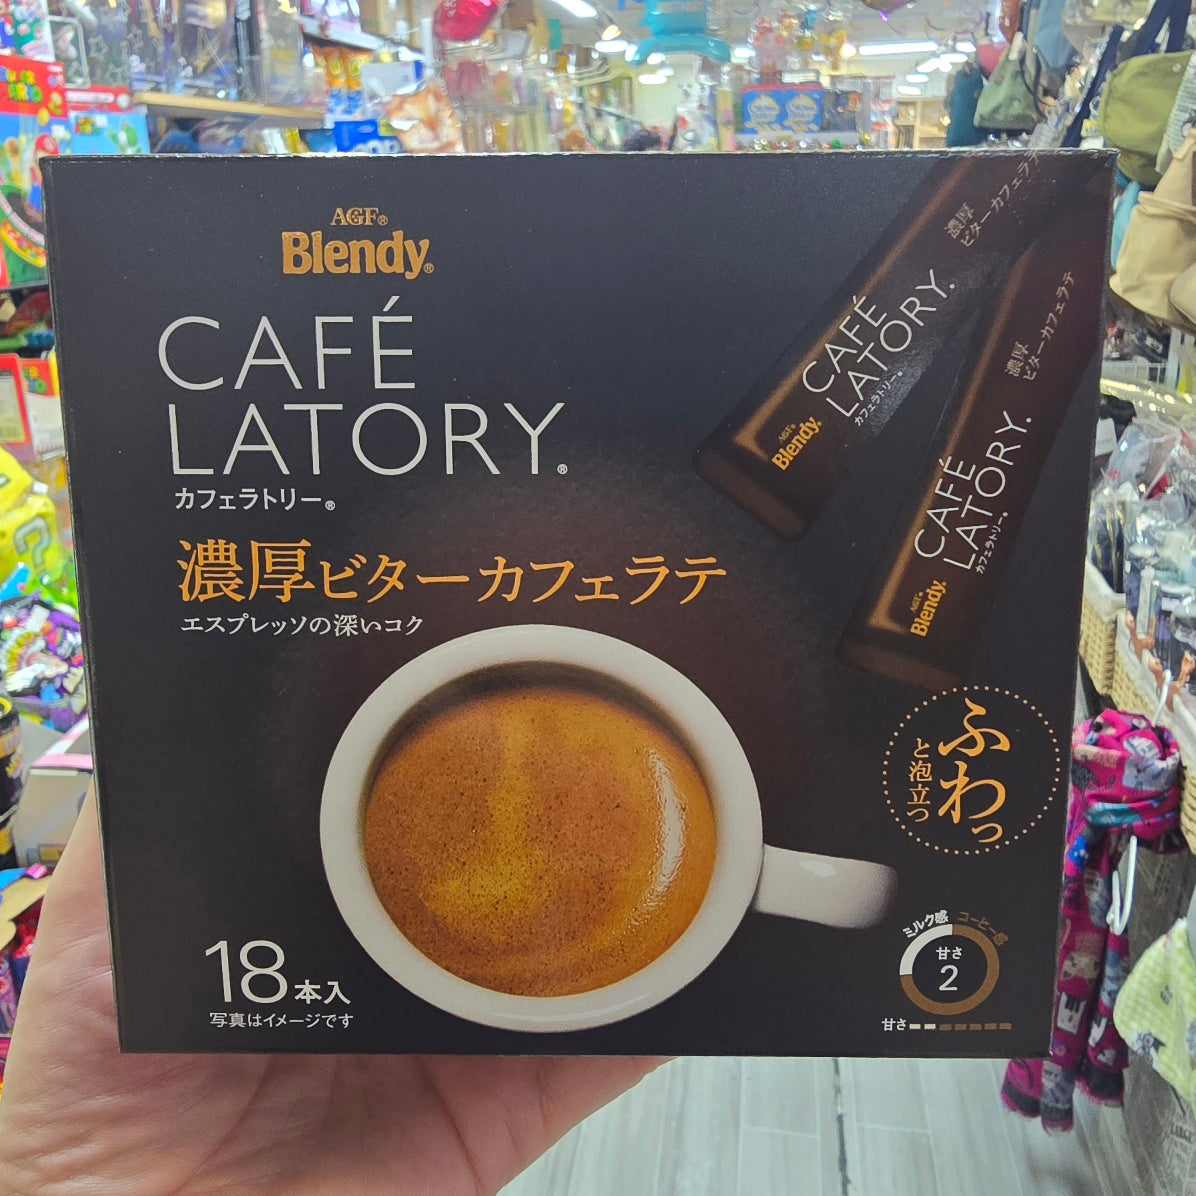 AGF®
Blendy®
CAFÉ
LATORY®
カフェラトリー®
濃厚ビターカフェラテ
エスプレッソの深いコク
濃厚
ビターカフェラテ
CAFÉ
LATORY.
カフェラトリー®
AGF®
Blendy.
濃厚
ビターカフェラテ
CAFÉ
LATORY.
カフェラトリー®
AGF®
Blendy.
ふわっ
と泡立つ
ミルク感 コーヒー感
甘さ
2
甘さ
18本入
写真はイメージです